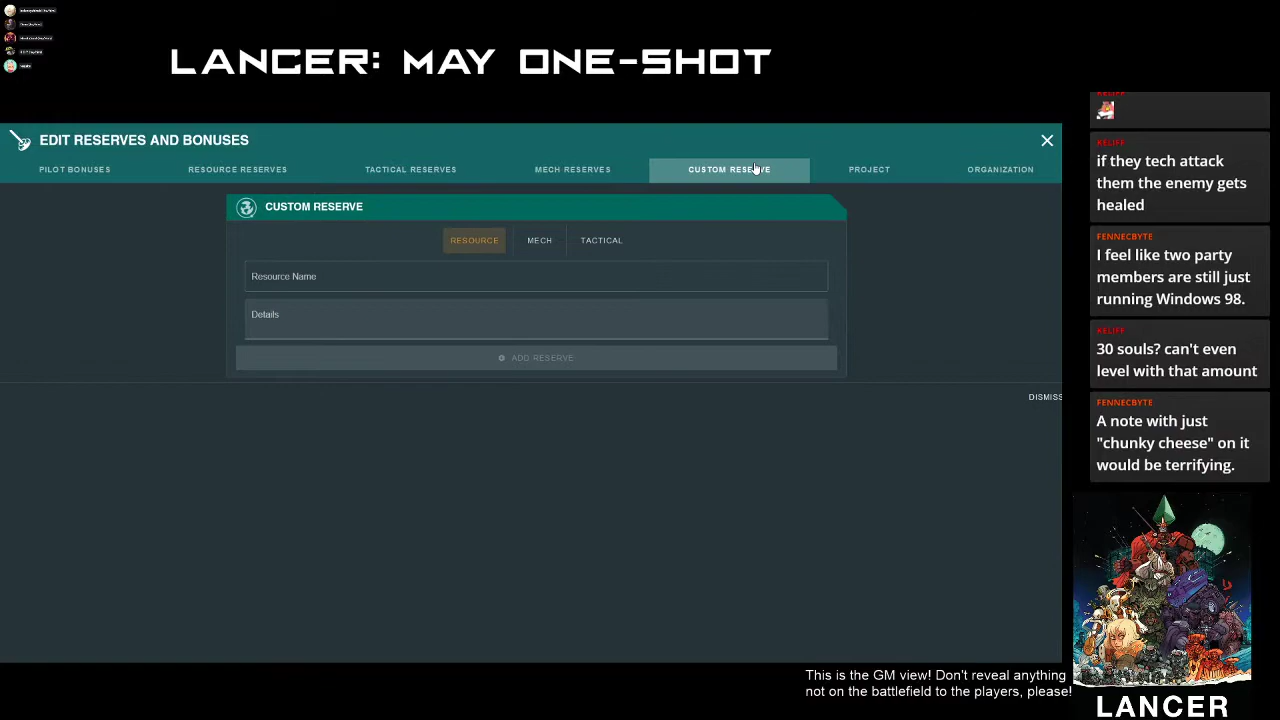 LANCER: MAY ONE-SHOT
EDIT RESERVES AND BONUSES
PILOT BONUSES
RESOURCE RESERVES
TACTICAL RESERVES
MECH RESERVES
CUSTOM RESERVE
PROJECT
ORGANIZATION
CUSTOM RESERVE
RESOURCE
MECH
TACTICAL
Resource Name
Details
ADD RESERVE
DISMISS
KELIFF
KELIFF
if they tech attack
them the enemy gets
healed
FENNECBYTE
I feel like two party
members are still just
running Windows 98.
KELIFF
30 souls? can't even
level with that amount
FENNECBYTE
A note with just
"chunky cheese" on it
would be terrifying.
This is the GM view! Don't reveal anything
not on the battlefield to the players, please!
LANCER